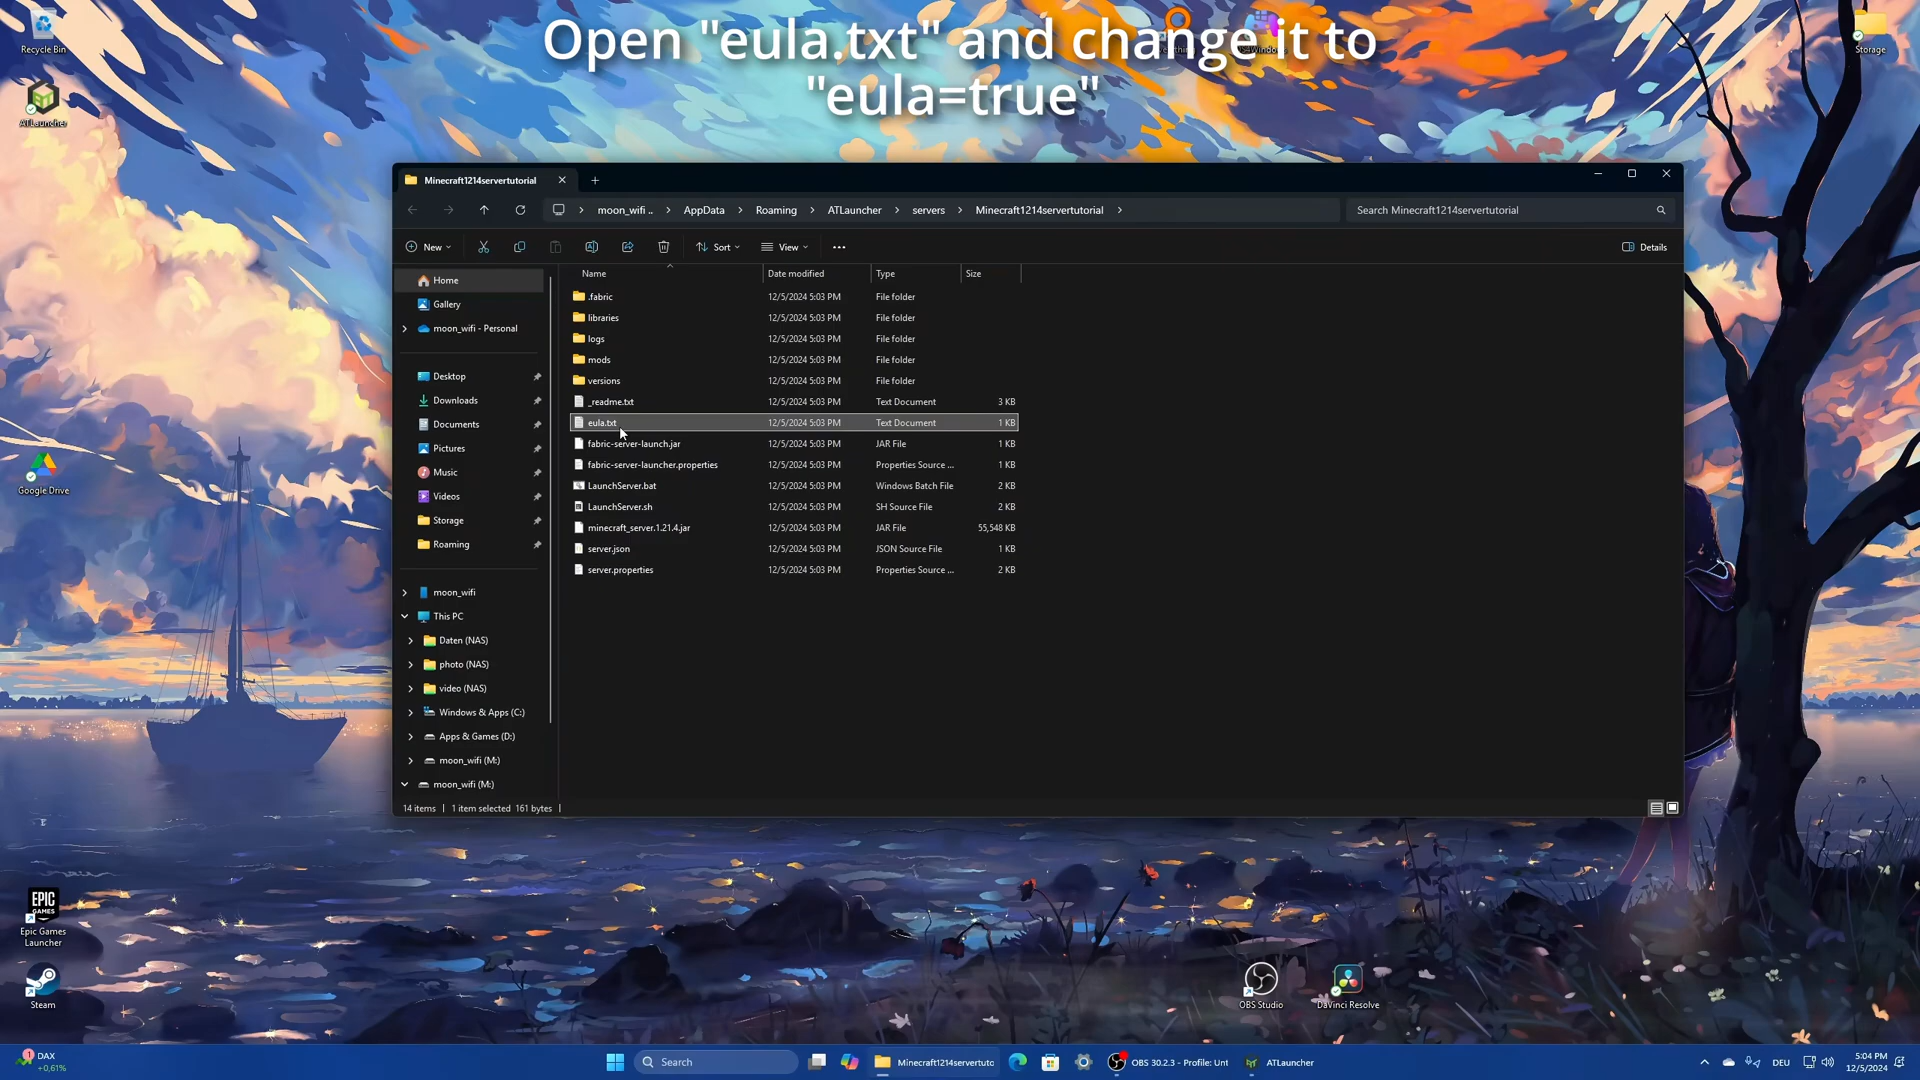 Open "eula.txt" and change it to
"eula=true"
Recycle Bin
Storage
ATLauncher
Minecraft1214servertutorial
moon_wifi ..
AppData
Roaming
ATLauncher
servers
Minecraft1214servertutorial
Search Minecraft1214servertutorial
New
Sort
View
Details
Name
Date modified
Type
Size
Home
Gallery
moon_wifi - Personal
Desktop
Downloads
Documents
Pictures
Music
Videos
Storage
Roaming
moon_wifi
This PC
Daten (NAS)
photo (NAS)
video (NAS)
Windows & Apps (C:)
Apps & Games (D:)
moon_wifi (M:)
moon_wifi (M:)
.fabric 12/5/2024 5:03 PM File folder
libraries 12/5/2024 5:03 PM File folder
logs 12/5/2024 5:03 PM File folder
mods 12/5/2024 5:03 PM File folder
versions 12/5/2024 5:03 PM File folder
_readme.txt 12/5/2024 5:03 PM Text Document 3 KB
eula.txt 12/5/2024 5:03 PM Text Document 1 KB
fabric-server-launch.jar 12/5/2024 5:03 PM JAR File 1 KB
fabric-server-launcher.properties 12/5/2024 5:03 PM Properties Source ... 1 KB
LaunchServer.bat 12/5/2024 5:03 PM Windows Batch File 2 KB
LaunchServer.sh 12/5/2024 5:03 PM SH Source File 2 KB
minecraft_server.1.21.4.jar 12/5/2024 5:03 PM JAR File 55,548 KB
server.json 12/5/2024 5:03 PM JSON Source File 1 KB
server.properties 12/5/2024 5:03 PM Properties Source ... 2 KB
14 items
1 item selected 161 bytes
Google Drive
EPIC
GAMES
Epic Games
Launcher
Steam
OBS Studio
DaVinci Resolve
1
DAX
+0,61%
Search
Minecraft1214servertuto
OBS 30.2.3 - Profile: Unt
ATLauncher
DEU
5:04 PM
12/5/2024